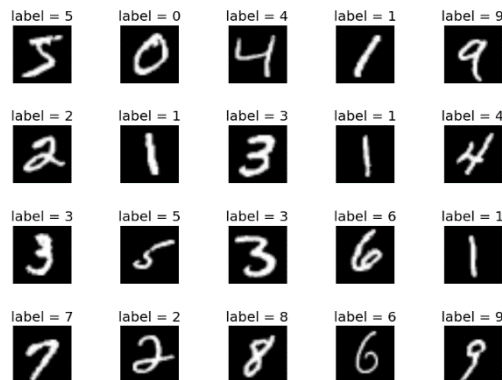 label = 5 label = 0 label = 4 label = 1 label = 9
5 0 4 1 9
label = 2 label = 1 label = 3 label = 1 label = 4
2 1 3 1 4
label = 3 label = 5 label = 3 label = 6 label = 1
3 5 3 6 1
label = 7 label = 2 label = 8 label = 6 label = 9
7 2 8 6 9